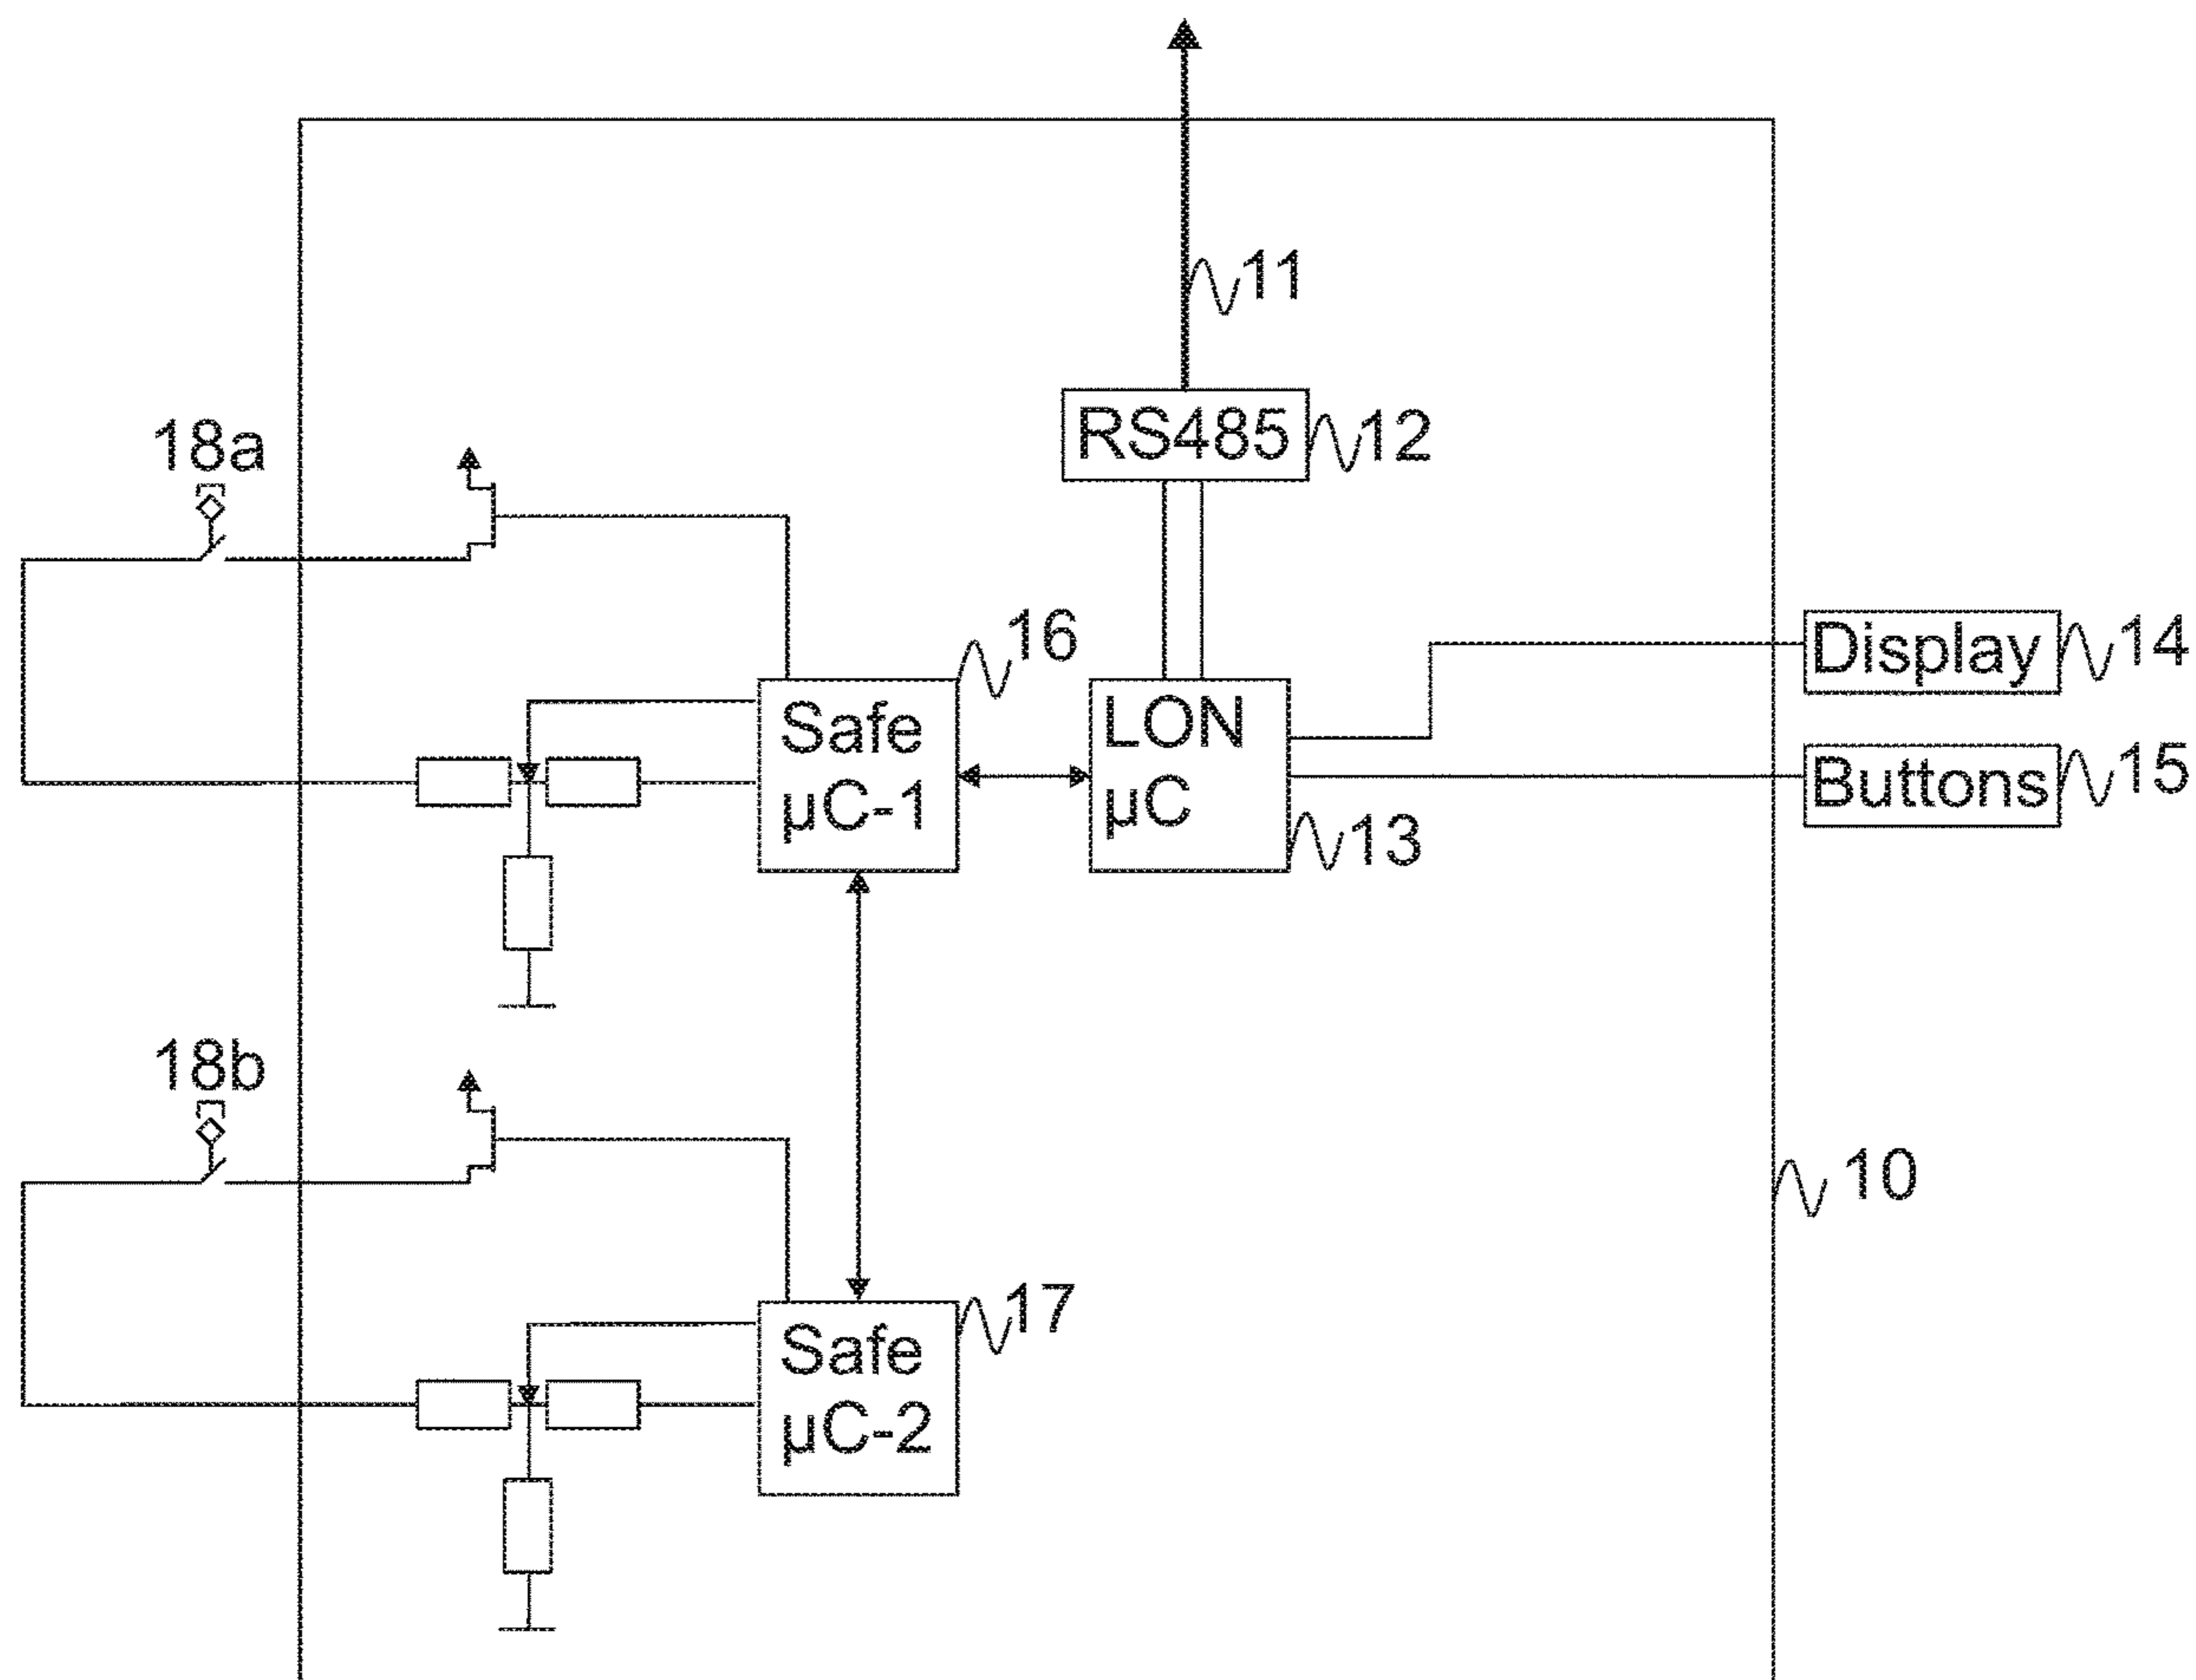 11
RS485
12
18a
16
Display
14
Safe
µC-1
LON
µC
Buttons
15
13
18b
10
17
Safe
µC-2